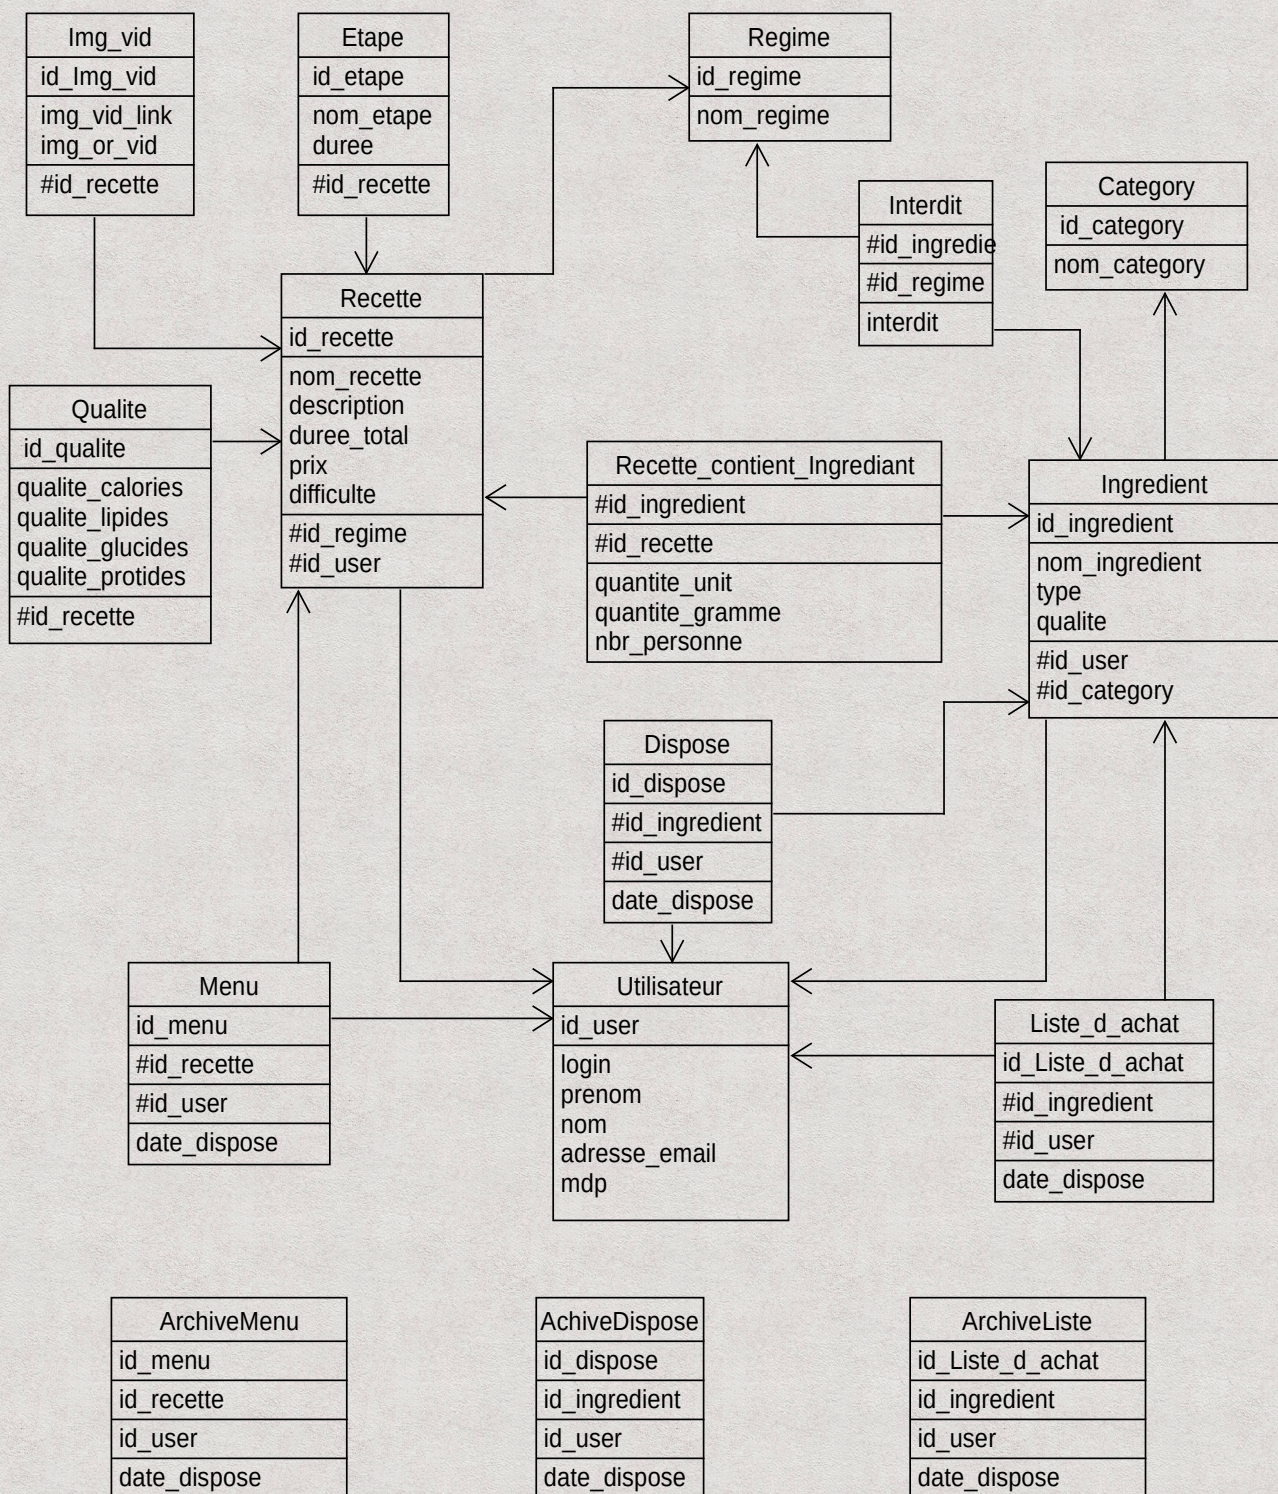 Img_vid
id_Img_vid
img_vid_link
img_or_vid
#id_recette
Etape
id_etape
nom_etape
duree
#id_recette
Regime
id_regime
nom_regime
Interdit
#id_ingredie
#id_regime
interdit
Category
id_category
nom_category
Recette
id_recette
nom_recette
description
duree_total
prix
difficulte
#id_regime
#id_user
Qualite
id_qualite
qualite_calories
qualite_lipides
qualite_glucides
qualite_protides
#id_recette
Recette_contient_Ingrediant
#id_ingredient
#id_recette
quantite_unit
quantite_gramme
nbr_personne
Ingredient
id_ingredient
nom_ingredient
type
qualite
#id_user
#id_category
Dispose
id_dispose
#id_ingredient
#id_user
date_dispose
Menu
id_menu
#id_recette
#id_user
date_dispose
Utilisateur
id_user
login
prenom
nom
adresse_email
mdp
Liste_d_achat
id_Liste_d_achat
#id_ingredient
#id_user
date_dispose
ArchiveMenu
id_menu
id_recette
id_user
date_dispose
AchiveDispose
id_dispose
id_ingredient
id_user
date_dispose
ArchiveListe
id_Liste_d_achat
id_ingredient
id_user
date_dispose